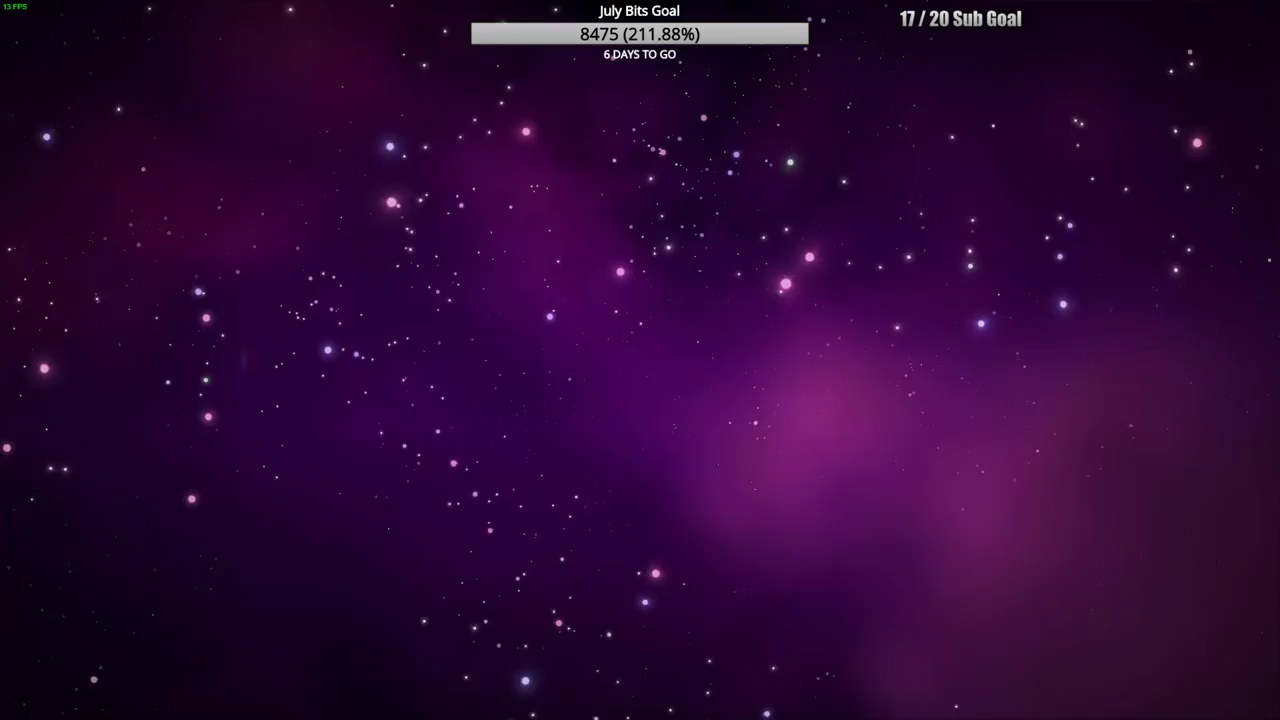 13 FPS
July Bits Goal
17 / 20 Sub Goal
8475 (211.88%)
6 DAYS TO GO